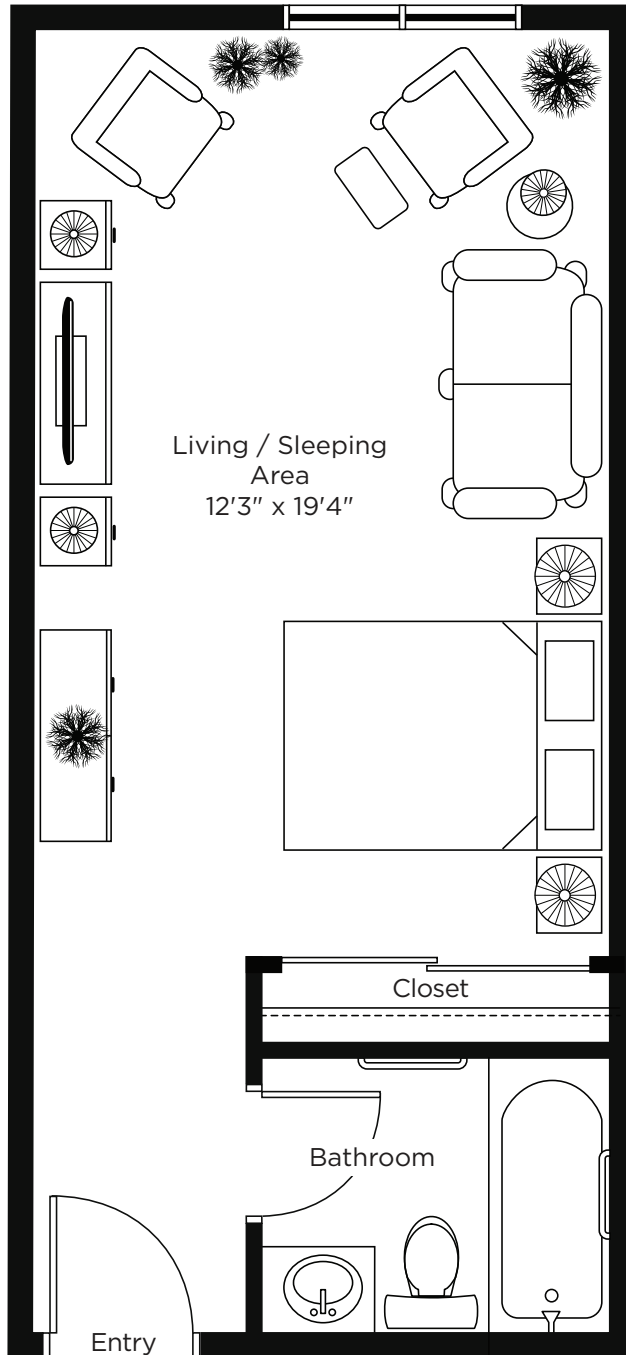 Living / Sleeping
Area
12'3" x 19'4"
Closet
Bathroom
Entry